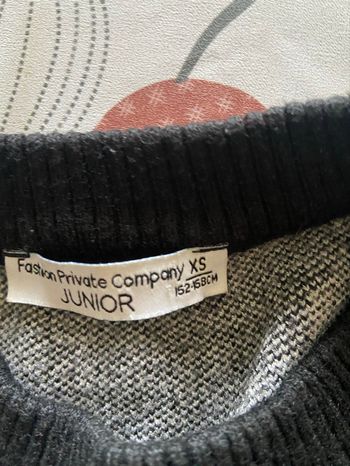 Fashion Private Company XS
JUNIOR 152-158CM